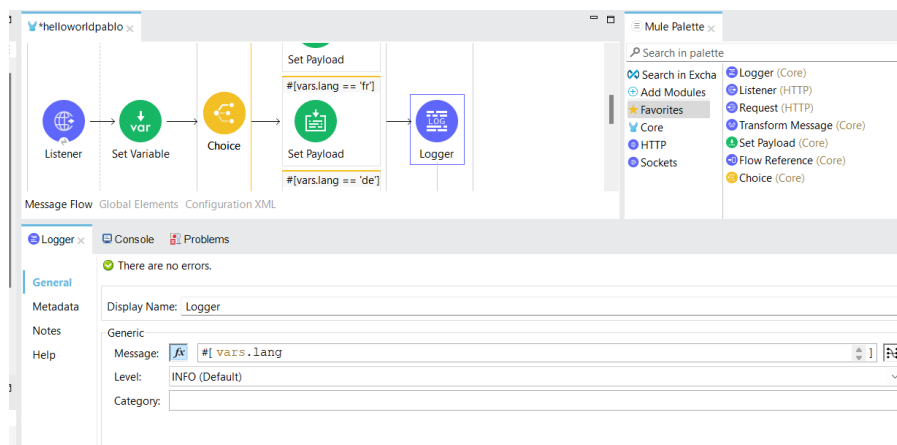 *helloworldpablo
Set Payload
#[vars.lang == 'fr']
var
LOG
Listener
Set Variable
Choice
Set Payload
Logger
#[vars.lang == 'de']
Message Flow Global Elements Configuration XML
Mule Palette
Search in palette
Search in Excha
Add Modules
Favorites
Core
HTTP
Sockets
Logger (Core)
Listener (HTTP)
Request (HTTP)
Transform Message (Core)
Set Payload (Core)
Flow Reference (Core)
Choice (Core)
Logger Console Problems
There are no errors.
General
Metadata
Notes
Help
Display Name: Logger
Generic
Message: fx #[ vars.lang ]
Level: INFO (Default)
Category: